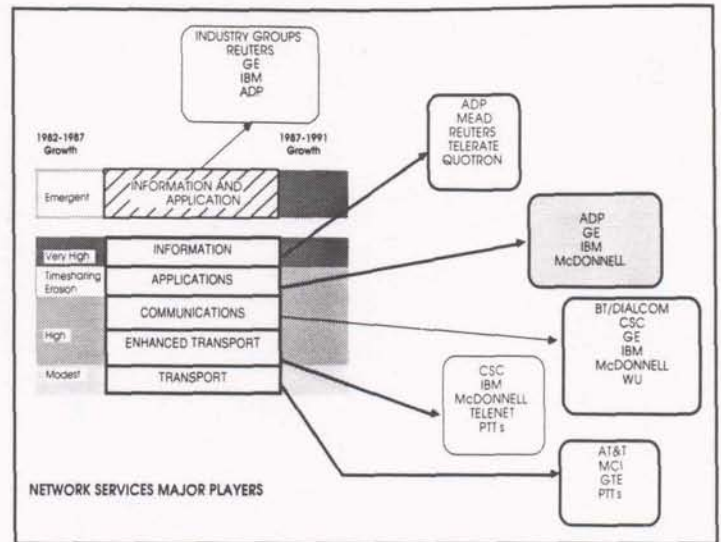 INDUSTRY GROUPS
REUTERS
GE
IBM
ADP
1982-1987
Growth
1987-1991
Growth
Emergent
INFORMATION AND
APPLICATION
ADP
MEAD
REUTERS
TELERATE
QUOTRON
Very High
INFORMATION
Timesharing
Erosion
APPLICATIONS
COMMUNICATIONS
High
ENHANCED TRANSPORT
Modest
TRANSPORT
ADP
GE
IBM
McDONNELL
BT/DIALCOM
CSC
GE
IBM
McDONNELL
WU
CSC
IBM
McDONNELL
TELENET
PTTs
AT&T
MCI
GTE
PTTs
NETWORK SERVICES MAJOR PLAYERS